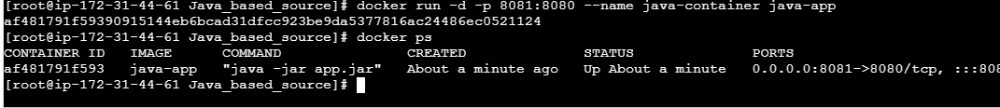 [root@ip-172-31-44-61 Java_based_source]# docker run -d -p 8081:8080 --name java-container java-app
af481791f59390915144eb6bcad31dfcc923be9da5377816ac24486ec0521124
[root@ip-172-31-44-61 Java_based_source]# docker ps
CONTAINER ID   IMAGE      COMMAND               CREATED              STATUS              PORTS
af481791f593   java-app   "java -jar app.jar"   About a minute ago   Up About a minute   0.0.0.0:8081->8080/tcp, :::808
[root@ip-172-31-44-61 Java_based_source]#